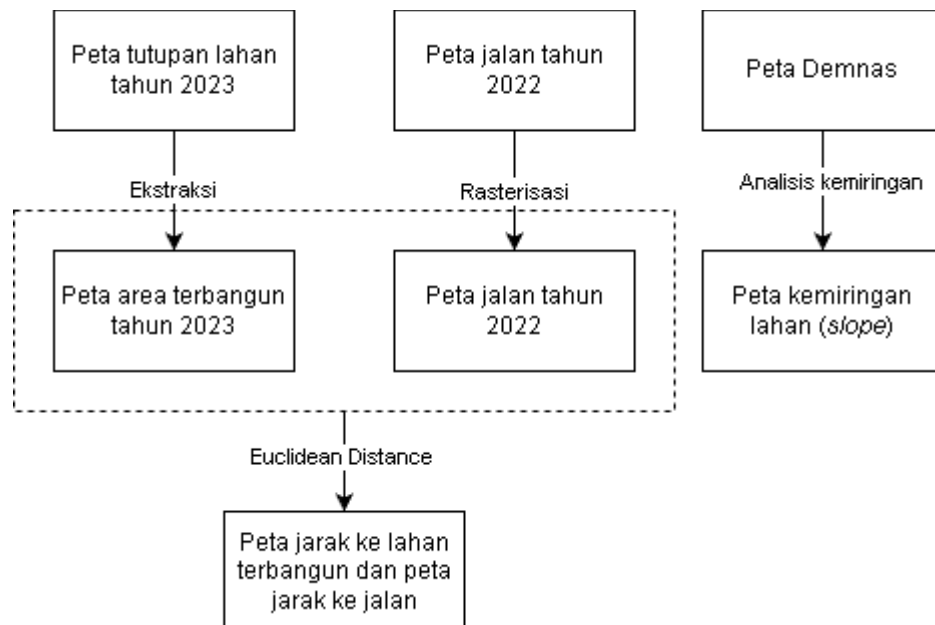 Peta tutupan lahan
tahun 2023
Peta jalan tahun
2022
Peta Demnas
Ekstraksi
Rasterisasi
Analisis kemiringan
Peta area terbangun
tahun 2023
Peta jalan tahun
2022
Peta kemiringan
lahan (slope)
Euclidean Distance
Peta jarak ke lahan
terbangun dan peta
jarak ke jalan